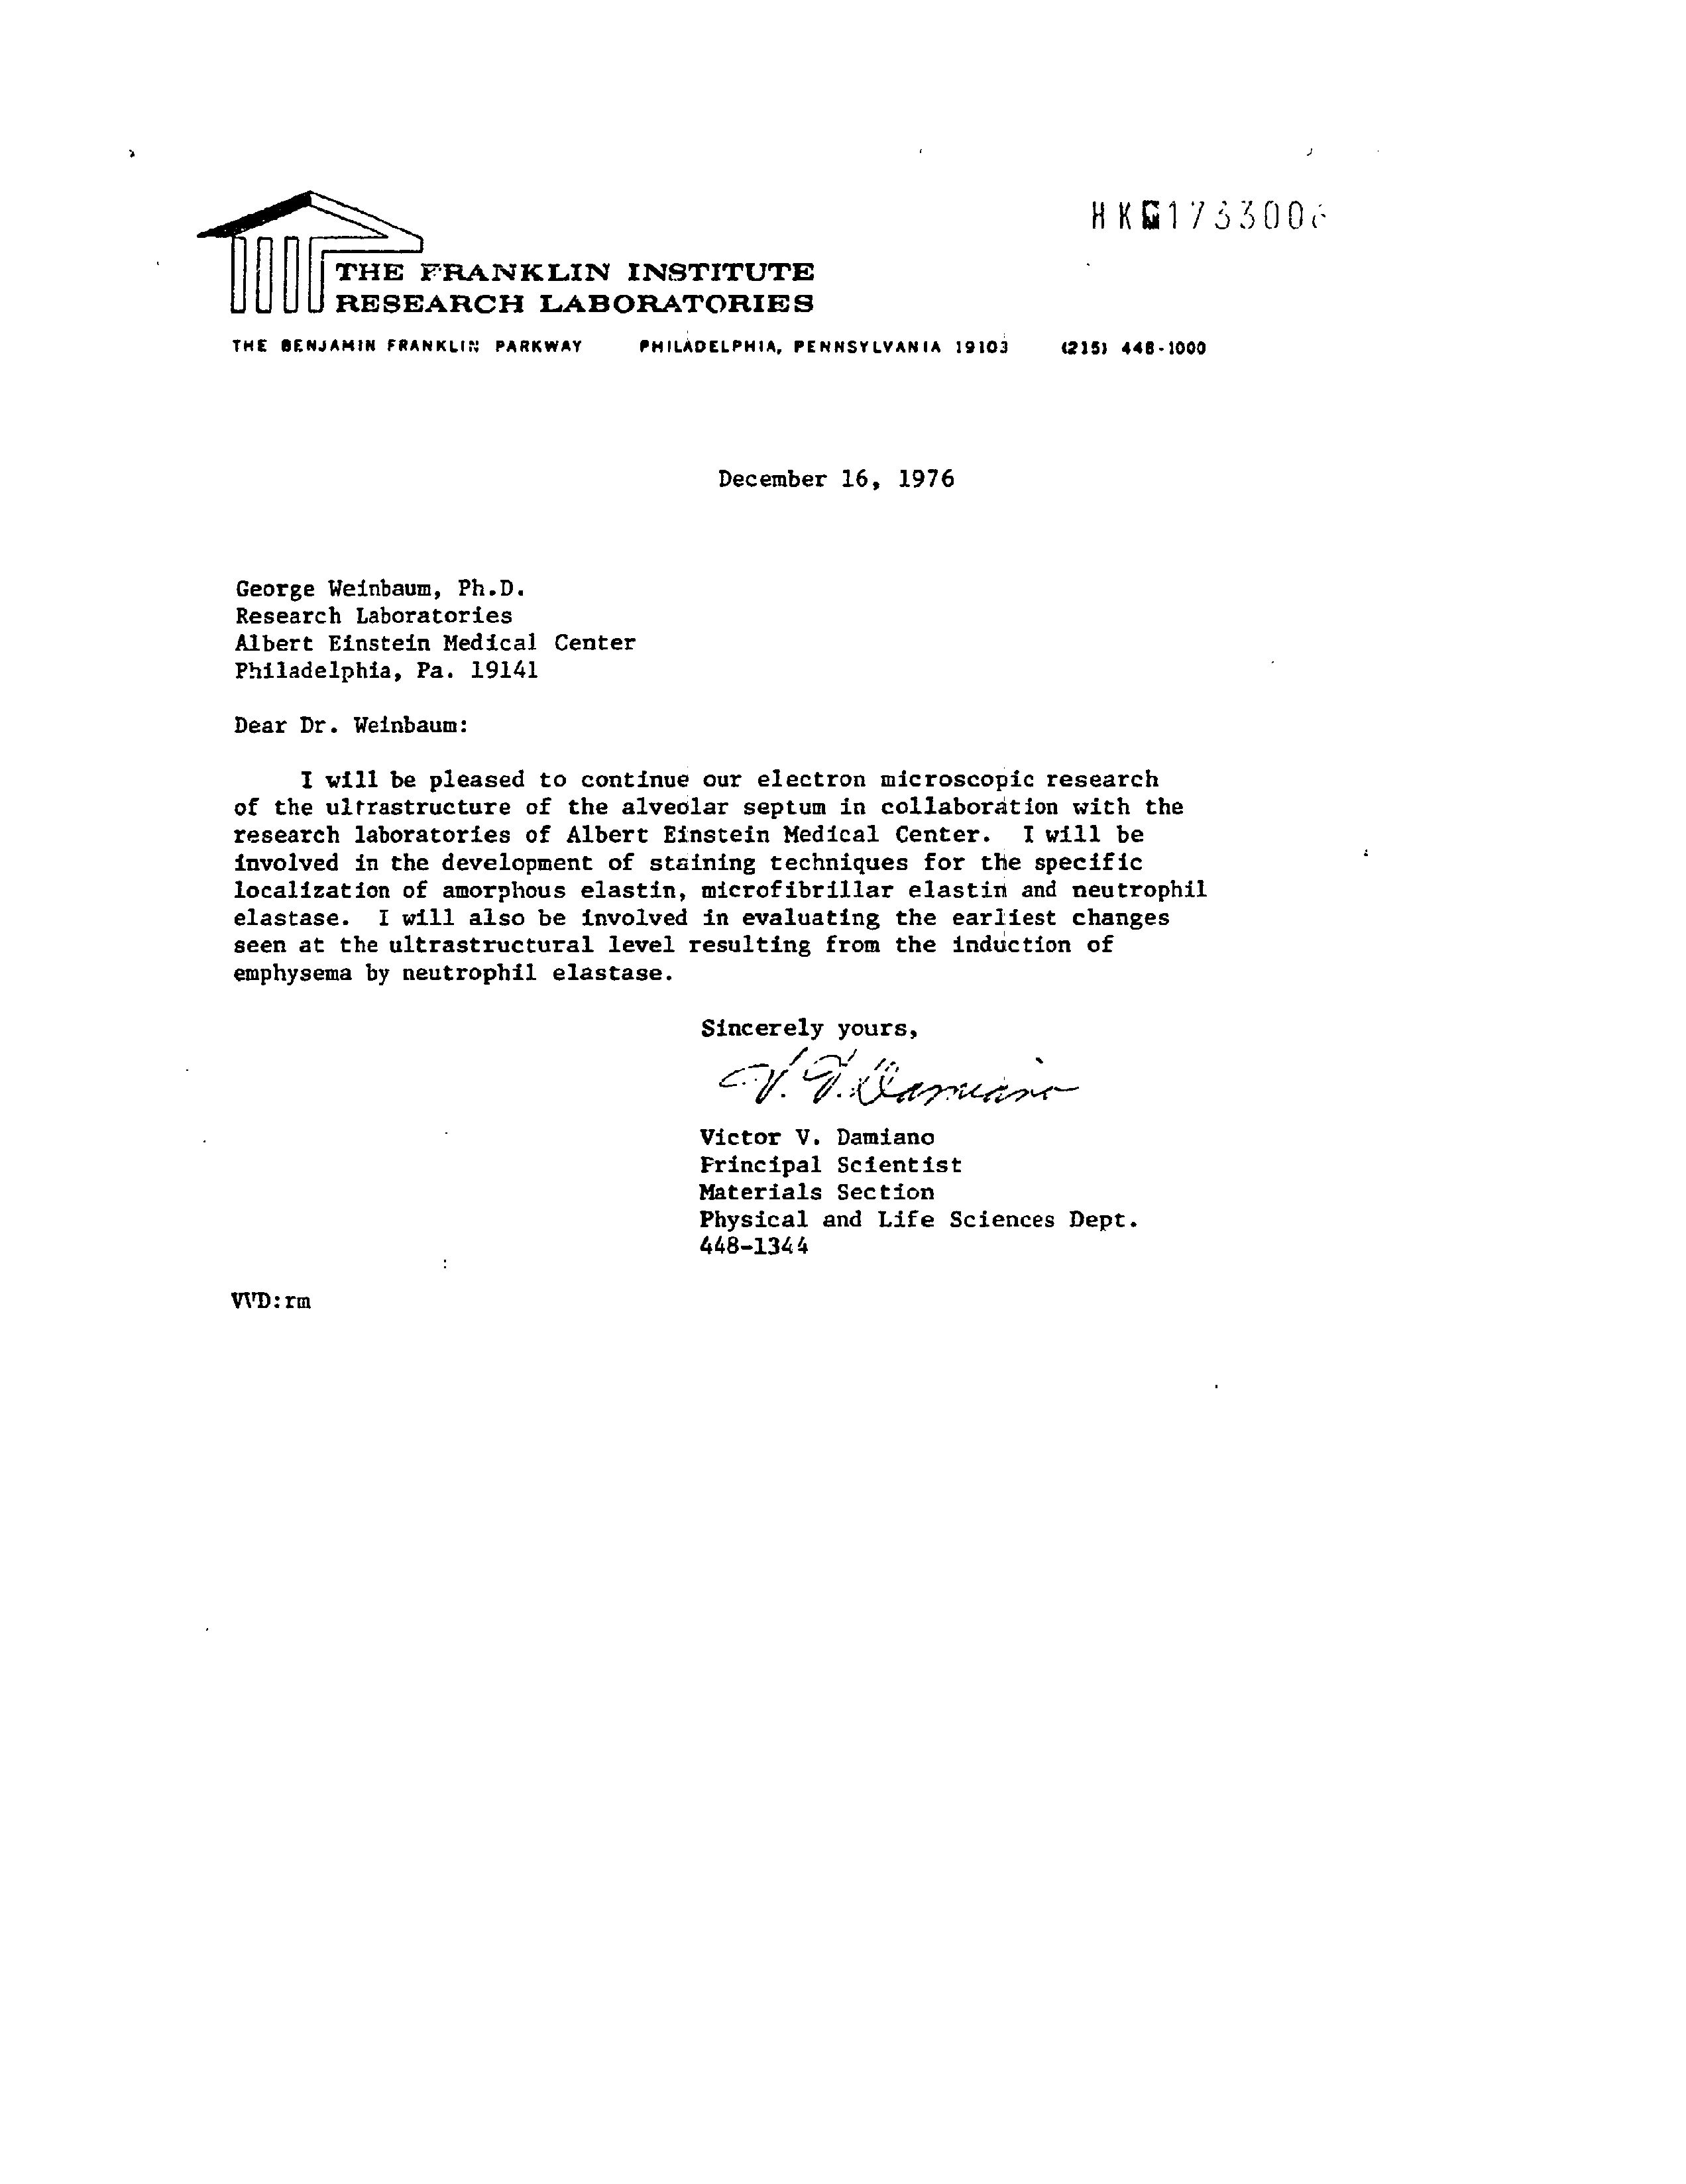 HKG1733006
THE FRANKLIN INSTITUTE
RESEARCH LABORATORIES
THE BENJAMIN FRANKLIN PARKWAY PHILADELPHIA, PENNSYLVANIA 19103 (215) 448-1000
December 16, 1976
George Weinbaum, Ph.D.
Research Laboratories
Albert Einstein Medical Center
Philadelphia, Pa. 19141
Dear Dr. Weinbaum:
I will be pleased to continue our electron microscopic research
of the ultrastructure of the alveolar septum in collaboration with the
research laboratories of Albert Einstein Medical Center. I will be
involved in the development of staining techniques for the specific
localization of amorphous elastin, microfibrillar elastin and neutrophil
elastase. I will also be involved in evaluating the earliest changes
seen at the ultrastructural level resulting from the induction of
emphysema by neutrophil elastase.
Sincerely yours,
V. V. Damiano
Victor V. Damiano
Principal Scientist
Materials Section
Physical and Life Sciences Dept.
448-1344
VVD:rm